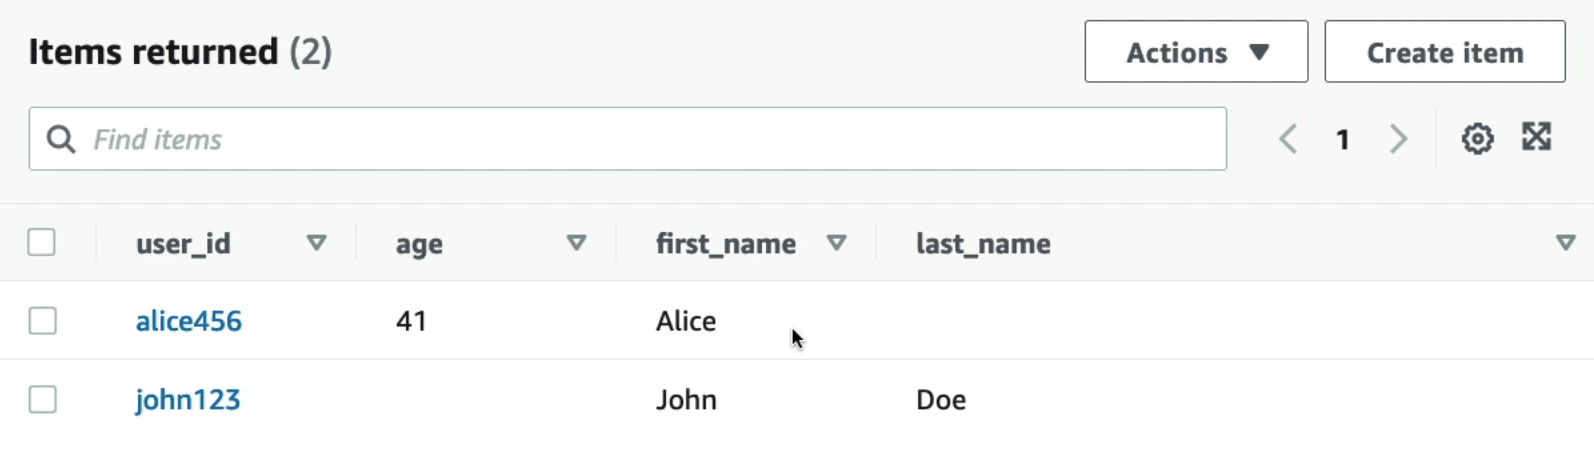 Items returned (2)
Actions Create item
Find items
1
user_id age first_name last_name
alice456 41 Alice
john123 John Doe